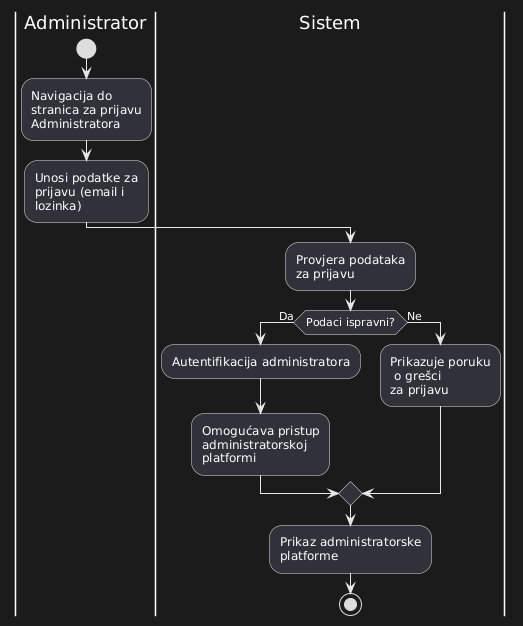 Administrator
Sistem
Navigacija do
stranica za prijavu
Administratora
Unosi podatke za
prijavu (email i
lozinka)
Provjera podataka
za prijavu
Podaci ispravni?
Da
Ne
Autentifikacija administratora
Omogućava pristup
administratorskoj
platformi
Prikazuje poruku
o grešci
za prijavu
Prikaz administratorske
platforme